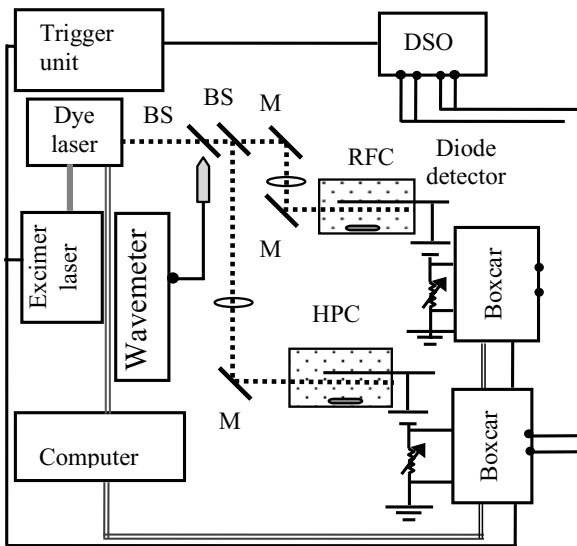 Trigger
unit
DSO
Dye
laser
BS
BS
M
RFC
Diode
detector
M
Excimer
laser
Wavemeter
Boxcar
HPC
M
Boxcar
Computer